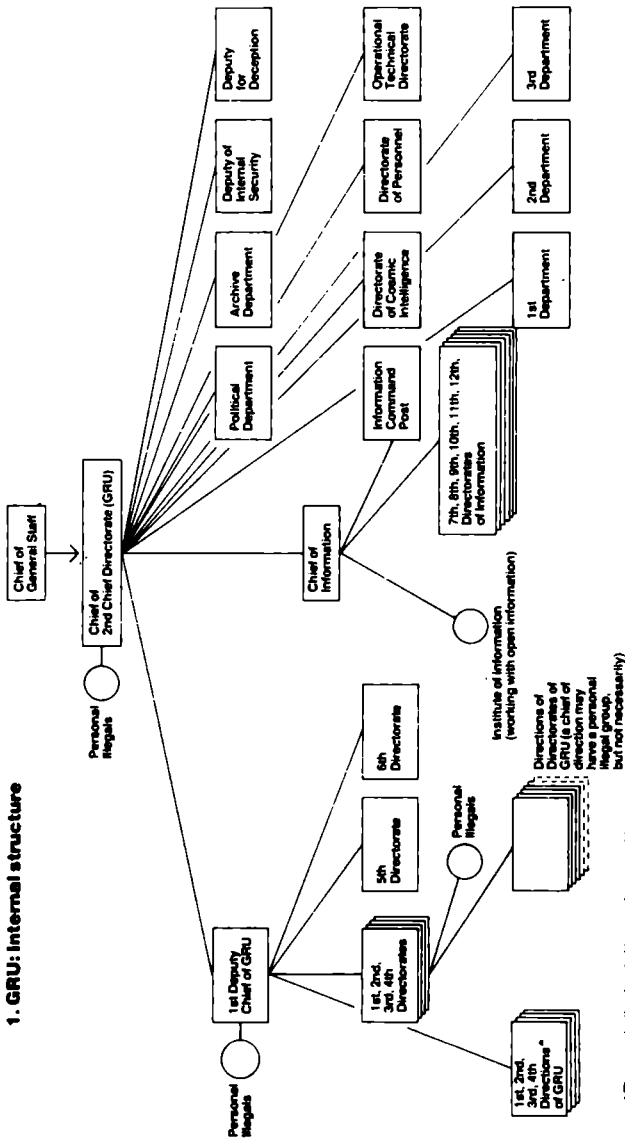 1. GRU: Internal structure
Chief of
General Staff
Personal
Illegals
Chief of
2nd Chief Directorate (GRU)
Personal
Illegals
1st Deputy
Chief of GRU
Chief of
Information
Political
Department
Archive
Department
Deputy of
Internal
Security
Deputy
for
Deception
1st, 2nd,
3rd, 4th
Directorates
5th
Directorate
6th
Directorate
Information
Command
Post
Directorate
of Cosmic
Intelligence
Directorate
of Personnel
Operational
Technical
Directorate
Personal
Illegals
Institute of Information
(working with open information)
1st, 2nd,
3rd, 4th
Directions*
of GRU
Directions of
Directorates of
GRU (a chief of
direction may
have a personal
illegal group,
but not necessarily)
7th, 8th, 9th, 10th, 11th, 12th,
Directorates
of Information
1st
Department
2nd
Department
3rd
Department